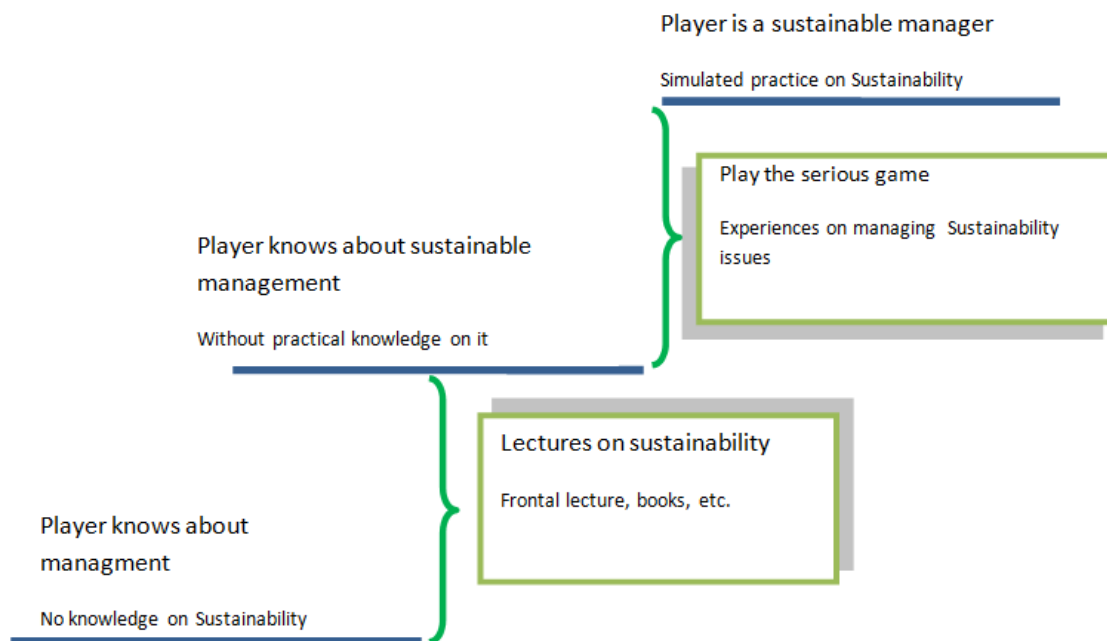 Player is a sustainable manager
Simulated practice on Sustainability
Play the serious game
Experiences on managing Sustainability
issues
Player knows about sustainable
management
Without practical knowledge on it
Lectures on sustainability
Frontal lecture, books, etc.
Player knows about
managment
No knowledge on Sustainability